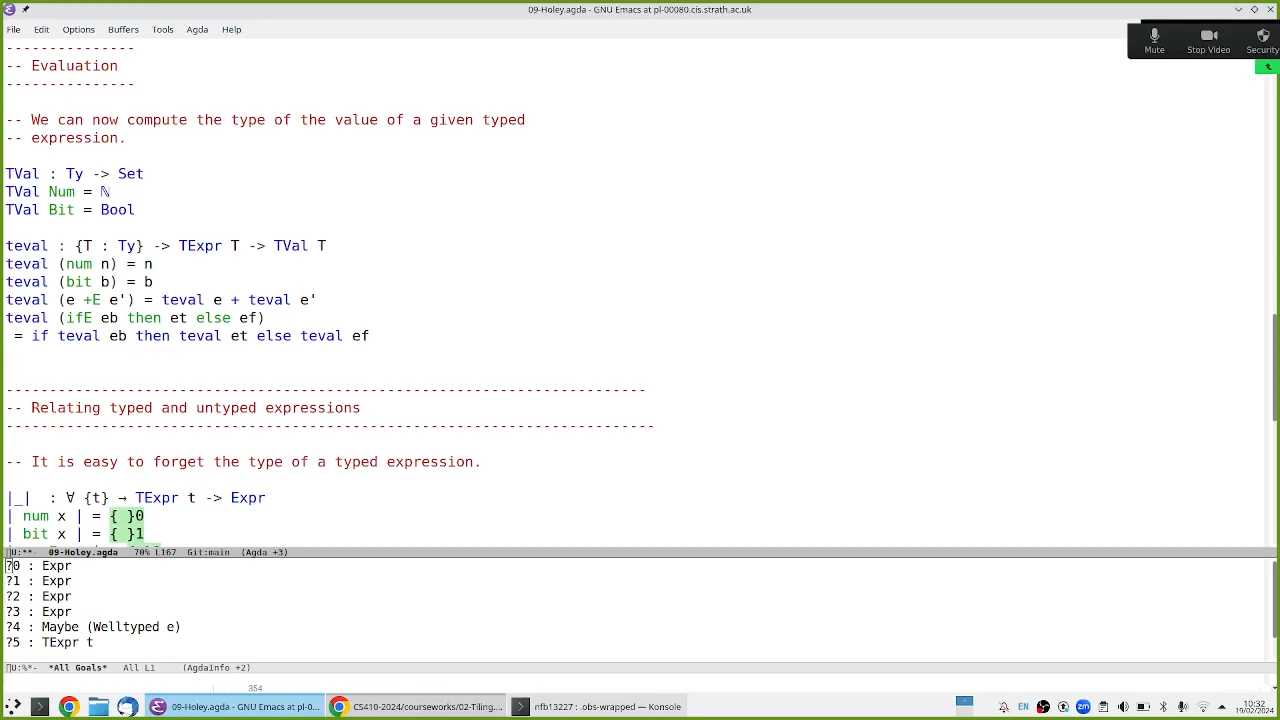 09-Holey.agda - GNU Emacs at pl-00080.cis.strath.ac.uk
File Edit Options Buffers Tools Agda Help
Mute Stop Video Security
---------------
-- Evaluation
---------------
-- We can now compute the type of the value of a given typed
-- expression.
TVal : Ty -> Set
TVal Num = ℕ
TVal Bit = Bool
teval : {T : Ty} -> TExpr T -> TVal T
teval (num n) = n
teval (bit b) = b
teval (e +E e') = teval e + teval e'
teval (ifE eb then et else ef)
= if teval eb then teval et else teval ef
--------------------------------------------------------------------------
-- Relating typed and untyped expressions
---------------------------------------------------------------------------
-- It is easy to forget the type of a typed expression.
|_| : ∀ {t} → TExpr t -> Expr
| num x | = { }0
| bit x | = { }1
U:**- 09-Holey.agda 70% L167 Git:main (Agda +3)
?0 : Expr
?1 : Expr
?2 : Expr
?3 : Expr
?4 : Maybe (Welltyped e)
?5 : TExpr t
U:%*- *All Goals* All L1 (AgdaInfo +2)
354
09-Holey.agda - GNU Emacs at pl-0...
CS410-2324/courseworks/02-Tiling,...
nfb13227 : .obs-wrapped — Konsole
EN
zm
10:32
19/02/2024